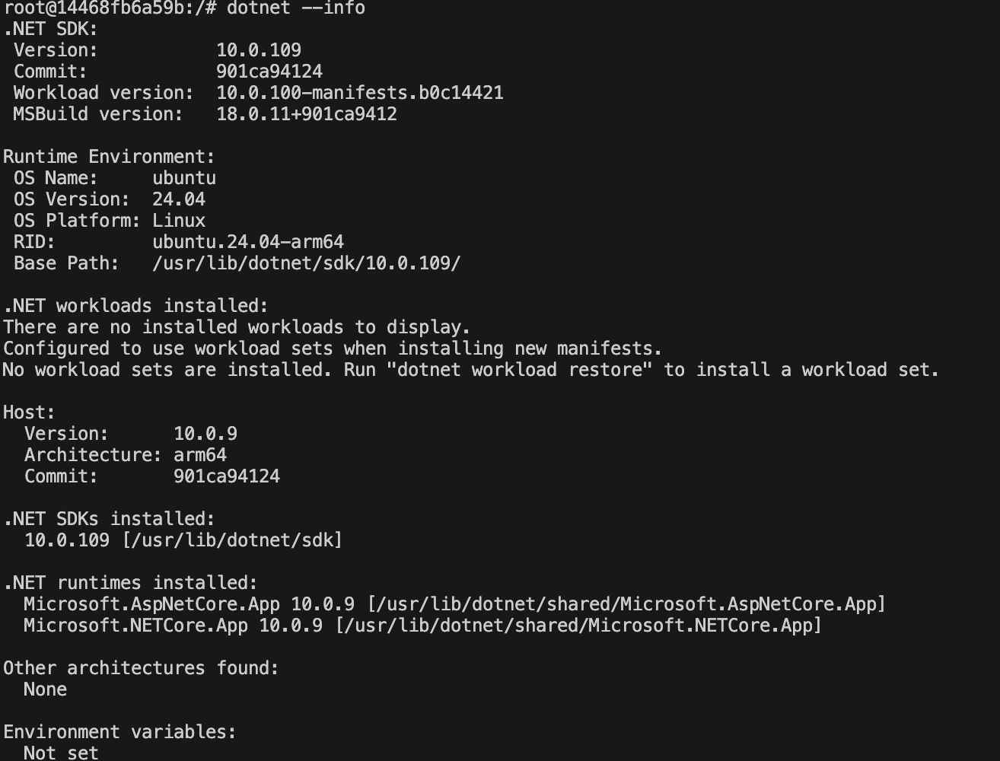 root@14468fb6a59b:/# dotnet --info
.NET SDK:
 Version:           10.0.109
 Commit:            901ca94124
 Workload version:  10.0.100-manifests.b0c14421
 MSBuild version:   18.0.11+901ca9412

Runtime Environment:
 OS Name:     ubuntu
 OS Version:  24.04
 OS Platform: Linux
 RID:         ubuntu.24.04-arm64
 Base Path:   /usr/lib/dotnet/sdk/10.0.109/

.NET workloads installed:
There are no installed workloads to display.
Configured to use workload sets when installing new manifests.
No workload sets are installed. Run "dotnet workload restore" to install a workload set.

Host:
  Version:      10.0.9
  Architecture: arm64
  Commit:       901ca94124

.NET SDKs installed:
  10.0.109 [/usr/lib/dotnet/sdk]

.NET runtimes installed:
  Microsoft.AspNetCore.App 10.0.9 [/usr/lib/dotnet/shared/Microsoft.AspNetCore.App]
  Microsoft.NETCore.App 10.0.9 [/usr/lib/dotnet/shared/Microsoft.NETCore.App]

Other architectures found:
  None

Environment variables:
  Not set